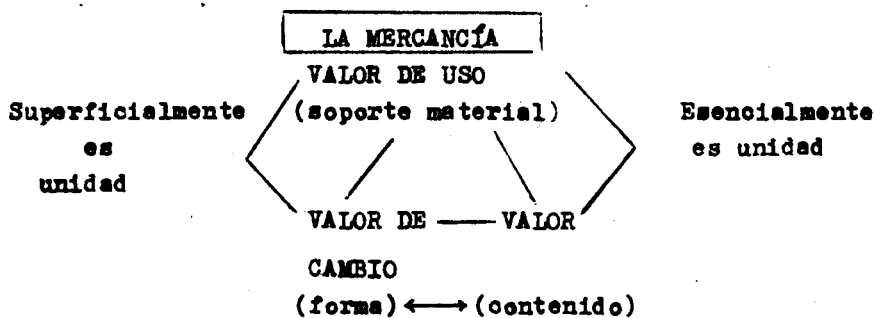 LA MERCANCÍA
VALOR DE USO
Superficialmente (soporte material) Esencialmente
es es unidad
unidad
VALOR DE VALOR
CAMBIO
(forma) ⟷ (contenido)